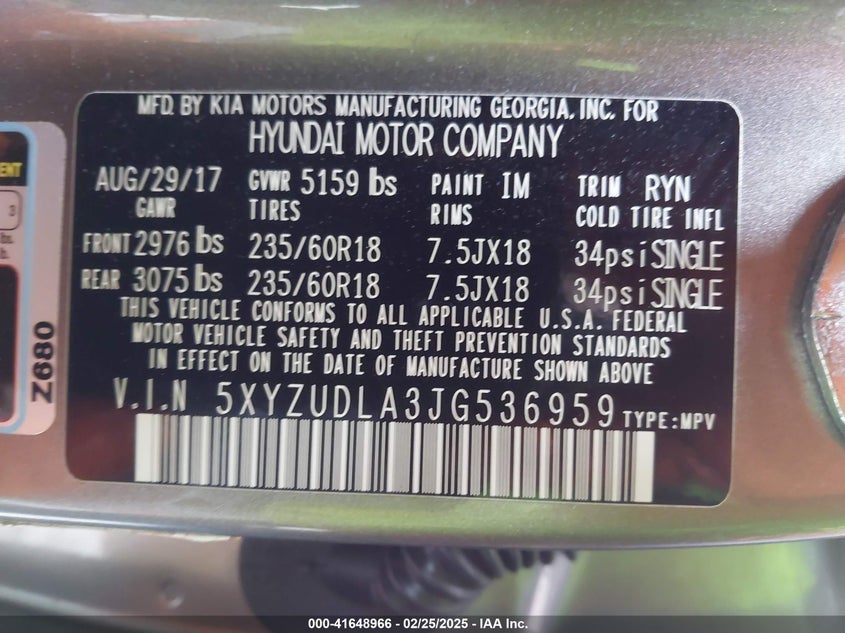 MFD. BY KIA MOTORS MANUFACTURING GEORGIA, INC. FOR
HYUNDAI MOTOR COMPANY
AUG/29/17 GVWR 5159 lbs PAINT IM TRIM RYN
GAWR TIRES RIMS COLD TIRE INFL
FRONT 2976 lbs 235/60R18 7.5JX18 34psi SINGLE
REAR 3075 lbs 235/60R18 7.5JX18 34psi SINGLE
THIS VEHICLE CONFORMS TO ALL APPLICABLE U.S.A. FEDERAL
MOTOR VEHICLE SAFETY AND THEFT PREVENTION STANDARDS
IN EFFECT ON THE DATE OF MANUFACTURE SHOWN ABOVE
V.I.N 5XYZUDLA3JG536959 TYPE:MPV
ENT
3
lbs.
lb.
Z680
000-41648966 / 02/25/2025 / IAA Inc.